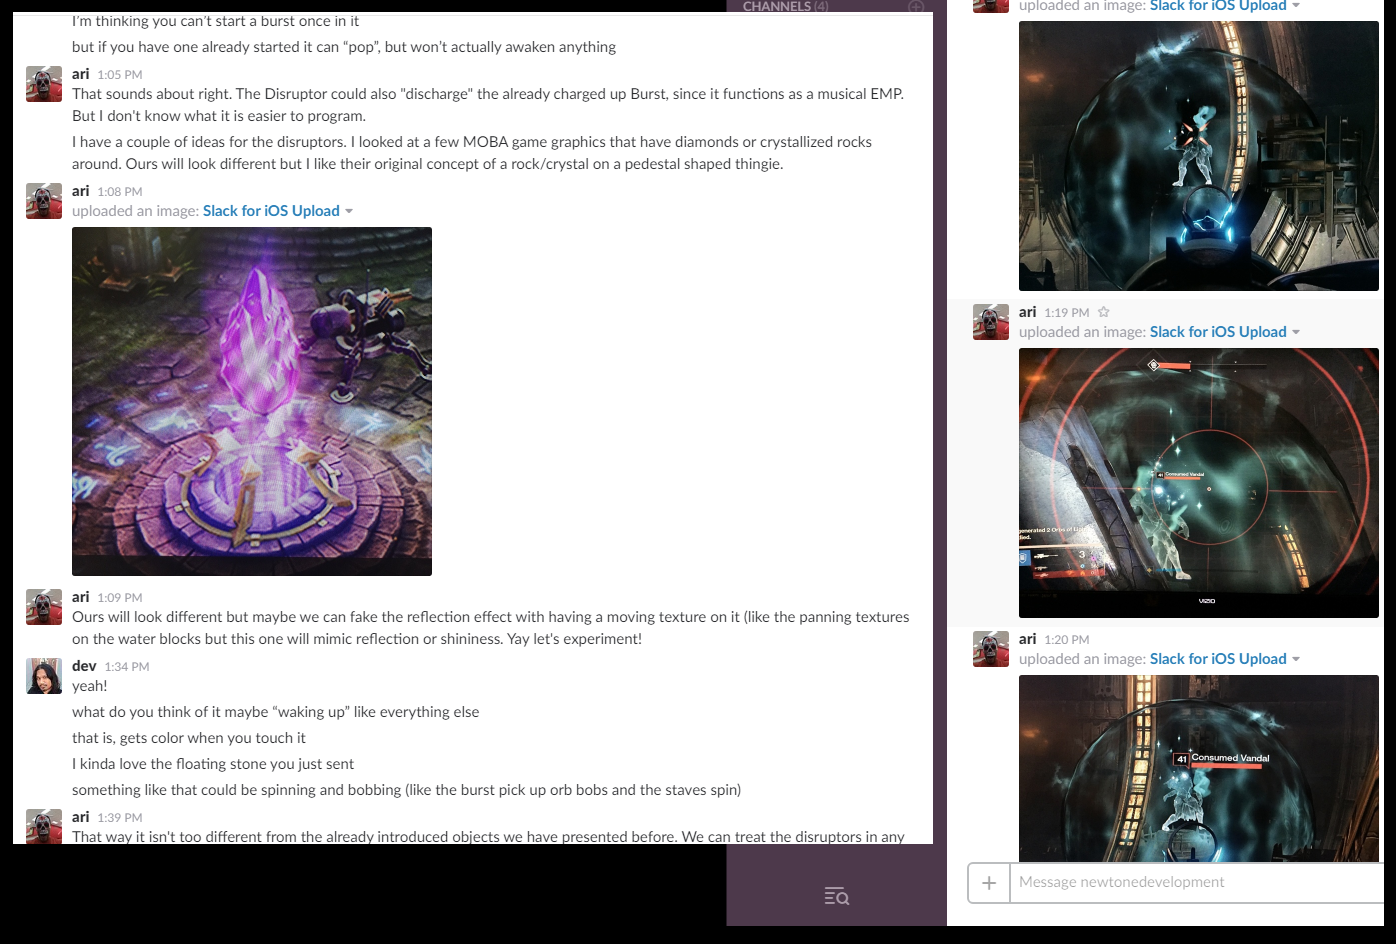 I'm thinking you can't start a burst once in it
but if you have one already started it can “pop”, but won’t actually awaken anything
ari 1:05 PM
That sounds about right. The Disruptor could also "discharge" the already charged up Burst, since it functions as a musical EMP.
But I don't know what it is easier to program.
I have a couple of ideas for the disruptors. I looked at a few MOBA game graphics that have diamonds or crystallized rocks
around. Ours will look different but I like their original concept of a rock/crystal on a pedestal shaped thingie.
ari 1:08 PM
uploaded an image: Slack for iOS Upload
ari 1:09 PM
Ours will look different but maybe we can fake the reflection effect with having a moving texture on it (like the panning textures
on the water blocks but this one will mimic reflection or shininess. Yay let's experiment!
dev 1:34 PM
yeah!
what do you think of it maybe “waking up” like everything else
that is, gets color when you touch it
I kinda love the floating stone you just sent
something like that could be spinning and bobbing (like the burst pick up orb bobs and the staves spin)
ari 1:39 PM
That way it isn't too different from the already introduced objects we have presented before. We can treat the disruptors in any
CHANNELS (4)
uploaded an image: Slack for iOS Upload
ari 1:19 PM
uploaded an image: Slack for iOS Upload
41 Consumed Vandal
generated 2 Orbs of Light
died.
3
VIZIO
ari 1:20 PM
uploaded an image: Slack for iOS Upload
41 Consumed Vandal
Message newtonedevelopment